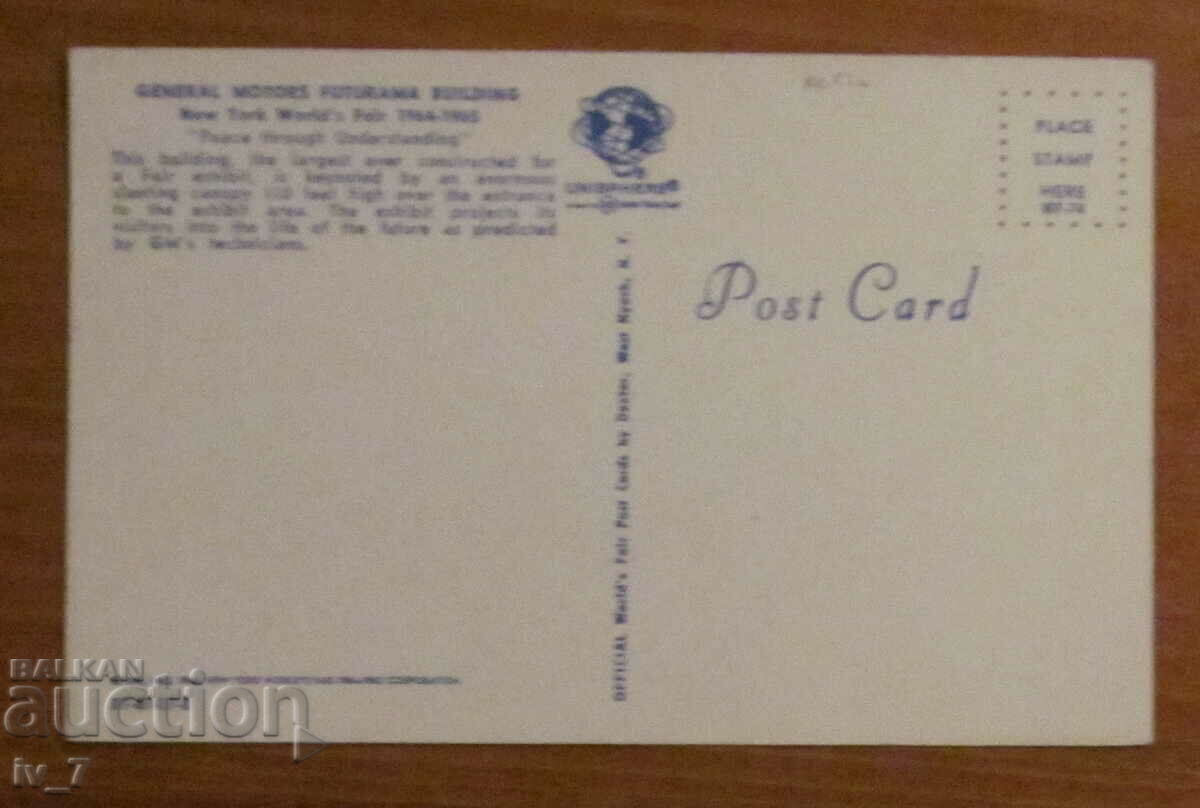 GENERAL MOTORS FUTURAMA BUILDING
New York World's Fair 1964-1965
"Peace through Understanding"
This building, the largest ever constructed for
a Fair exhibit, is keynoted by an enormous
slanting canopy 110 feet high over the entrance
to the exhibit area. The exhibit projects its
visitors into the life of the future as predicted
by GM's technicians.
UNISPHERE®
PLACE
STAMP
HERE
Post Card
OFFICIAL World's Fair Post Cards by Dexter, West Nyack, N. Y.
CORPORATION
BALKAN
auction
iv_7